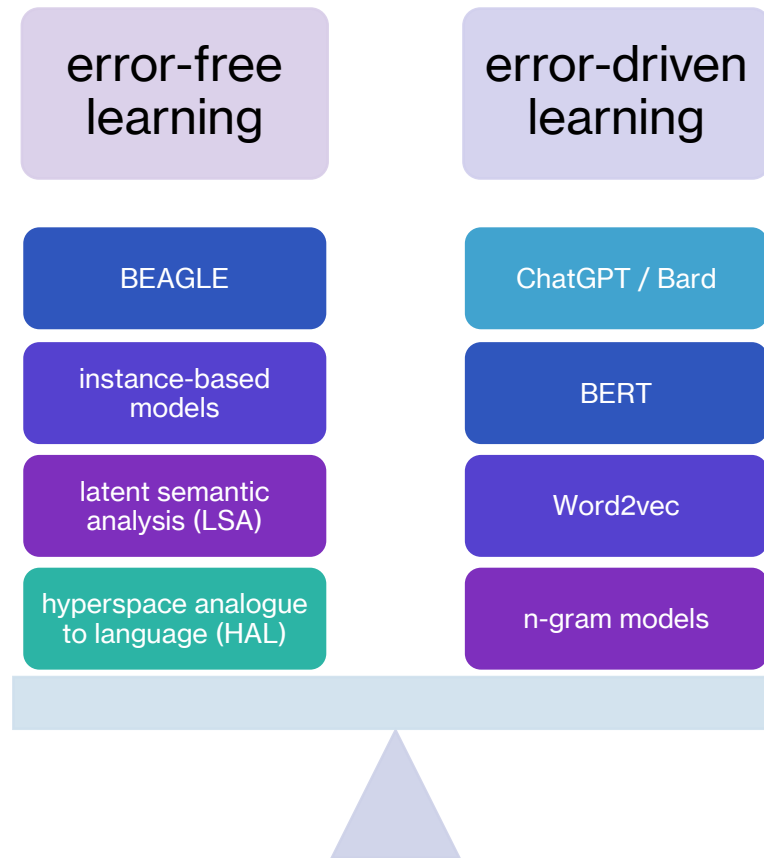 error-free
learning
error-driven
learning
BEAGLE
instance-based
models
latent semantic
analysis (LSA)
hyperspace analogue
to language (HAL)
ChatGPT / Bard
BERT
Word2vec
n-gram models